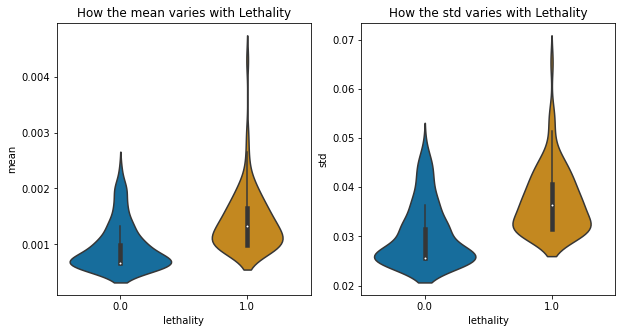 How the mean varies with Lethality
0.004
0.003
0.002
0.001
mean
0.0
1.0
lethality
How the std varies with Lethality
0.07
0.06
0.05
0.04
0.03
0.02
std
0.0
1.0
lethality